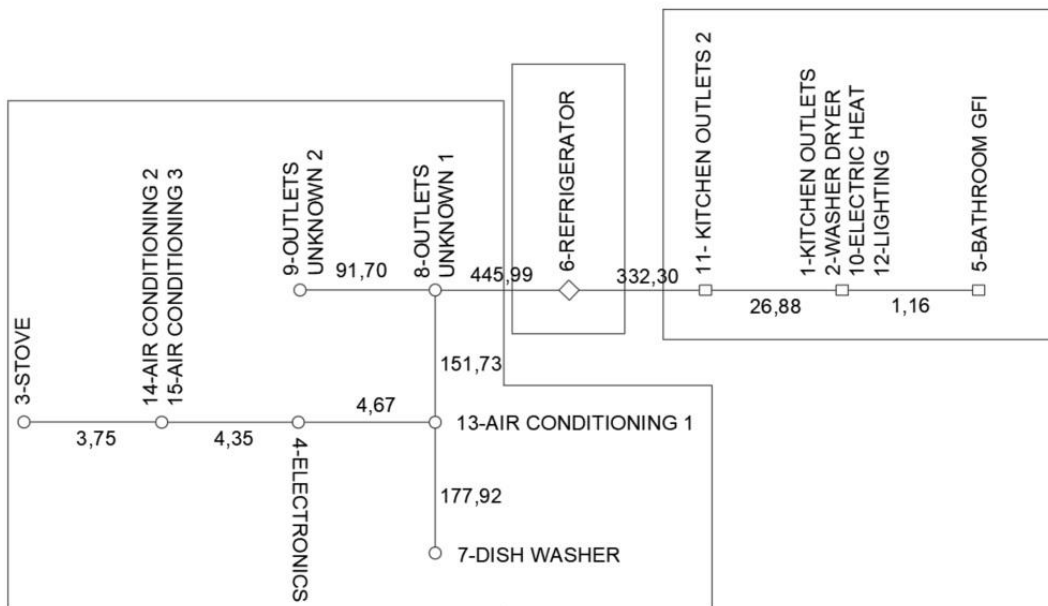 11- KITCHEN OUTLETS 2
1-KITCHEN OUTLETS
2-WASHER DRYER
10-ELECTRIC HEAT
12-LIGHTING
5-BATHROOM GFI
6-REFRIGERATOR
9-OUTLETS
UNKNOWN 2
8-OUTLETS
UNKNOWN 1
91,70
445,99
332,30
26,88
1,16
3-STOVE
14-AIR CONDITIONING 2
15-AIR CONDITIONING 3
151,73
3,75
4,35
4,67
13-AIR CONDITIONING 1
4-ELECTRONICS
177,92
7-DISH WASHER